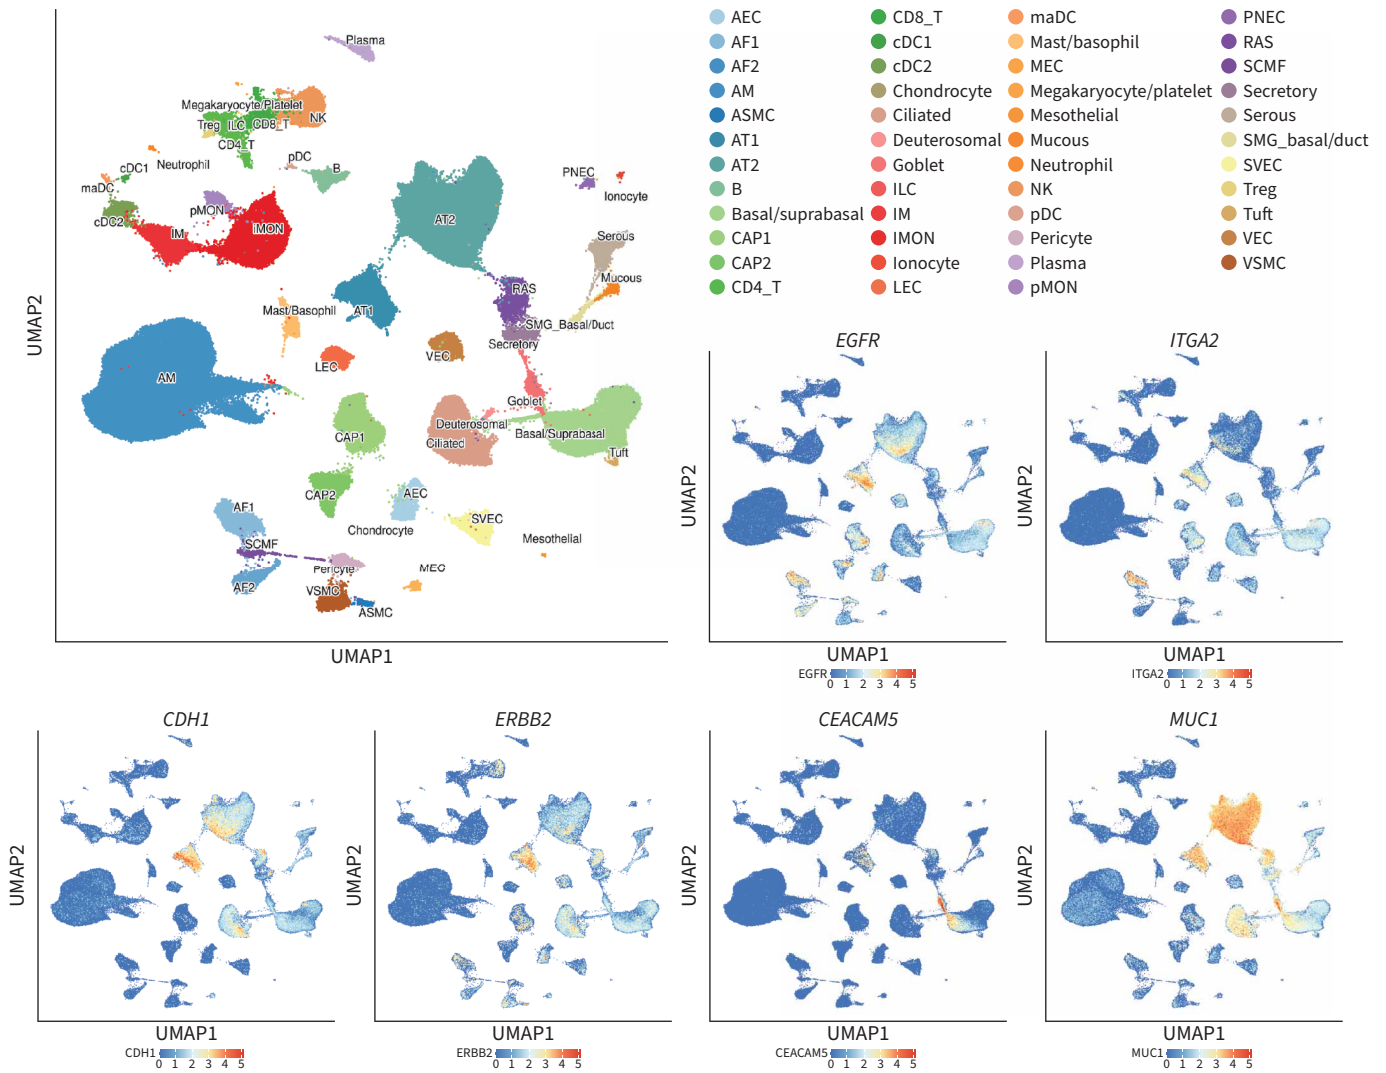 Plasma
Megakaryocyte/Platelet
NK
Treg
ILC
CD8_T
CD4_T
Neutrophil
pDC
B
cDC1
maDC
cDC2
pMON
IM
iMON
AT2
PNEC
Ionocyte
Serous
Mucous
RAS
SMG_Basal/Duct
Secretory
Mast/Basophil
AT1
LEC
VEC
AM
Goblet
CAP1
Deuterosomal
Ciliated
Basal/Suprabasal
Tuft
CAP2
AEC
AF1
Chondrocyte
SVEC
SCMF
Mesothelial
Pericyte
AF2
MEC
VSMC
ASMC
UMAP2
UMAP1
AEC
AF1
AF2
AM
ASMC
AT1
AT2
B
Basal/suprabasal
CAP1
CAP2
CD4_T
CD8_T
cDC1
cDC2
Chondrocyte
Ciliated
Deuterosomal
Goblet
ILC
IM
IMON
Ionocyte
LEC
maDC
Mast/basophil
MEC
Megakaryocyte/platelet
Mesothelial
Mucous
Neutrophil
NK
pDC
Pericyte
Plasma
pMON
PNEC
RAS
SCMF
Secretory
Serous
SMG_basal/duct
SVEC
Treg
Tuft
VEC
VSMC
EGFR
UMAP2
UMAP1
EGFR
0 1 2 3 4 5
ITGA2
UMAP2
UMAP1
ITGA2
0 1 2 3 4 5
CDH1
UMAP2
UMAP1
CDH1
0 1 2 3 4 5
ERBB2
UMAP2
UMAP1
ERBB2
0 1 2 3 4 5
CEACAM5
UMAP2
UMAP1
CEACAM5
0 1 2 3 4 5
MUC1
UMAP2
UMAP1
MUC1
0 1 2 3 4 5